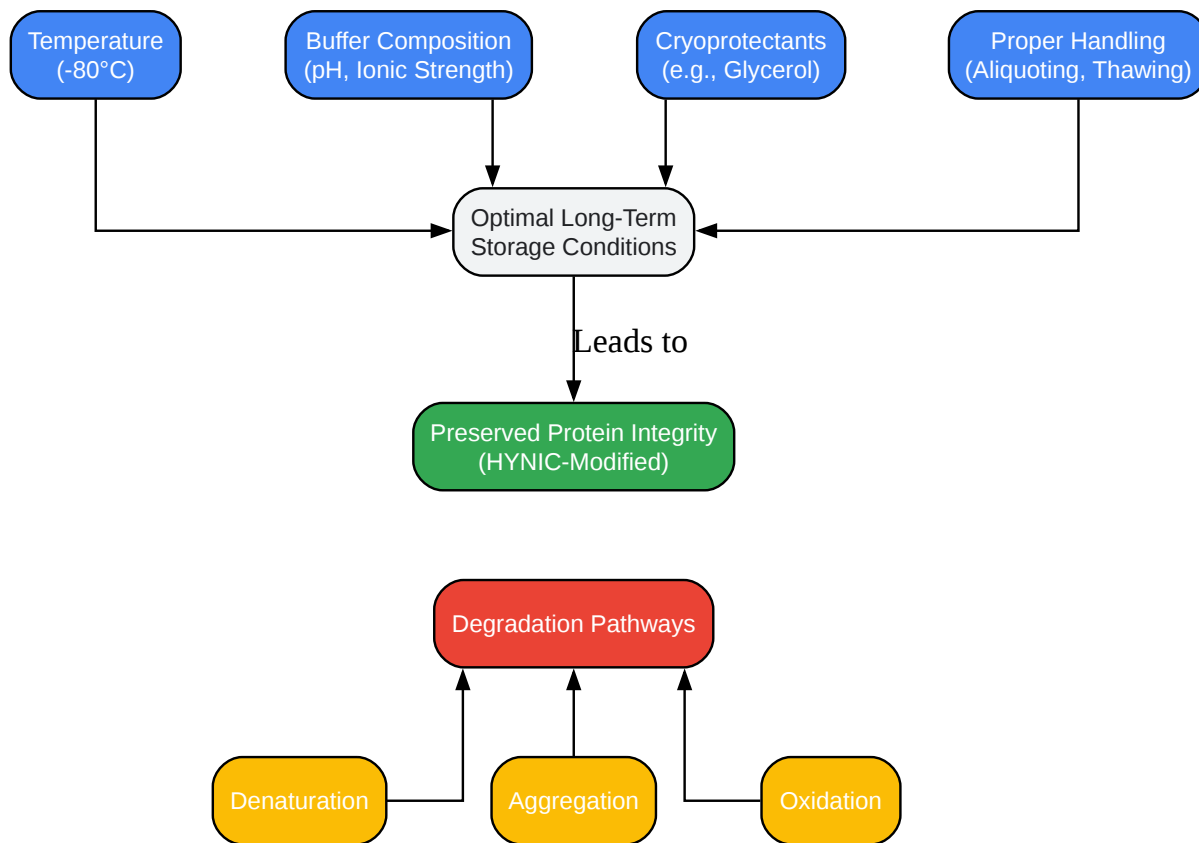 Temperature
(-80°C)
Buffer Composition
(pH, Ionic Strength)
Cryoprotectants
(e.g., Glycerol)
Proper Handling
(Aliquoting, Thawing)
Optimal Long-Term
Storage Conditions
Leads to
Preserved Protein Integrity
(HYNIC-Modified)
Degradation Pathways
Denaturation
Aggregation
Oxidation